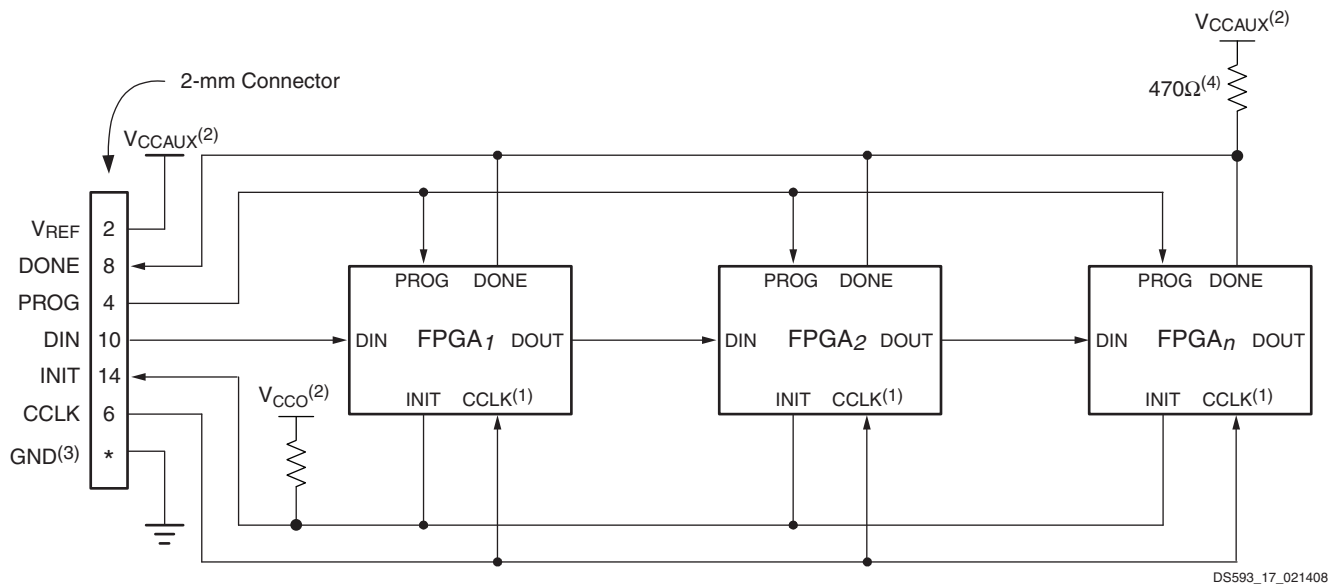 VCCAUX(2)
2-mm Connector
470Ω(4)
VCCAUX(2)
VREF 2
DONE 8
PROG 4
DIN 10
INIT 14
CCLK 6
GND(3) *
PROG DONE
DIN FPGA1 DOUT
INIT CCLK(1)
PROG DONE
DIN FPGA2 DOUT
INIT CCLK(1)
PROG DONE
DIN FPGAn DOUT
INIT CCLK(1)
VCCO(2)
DS593_17_021408